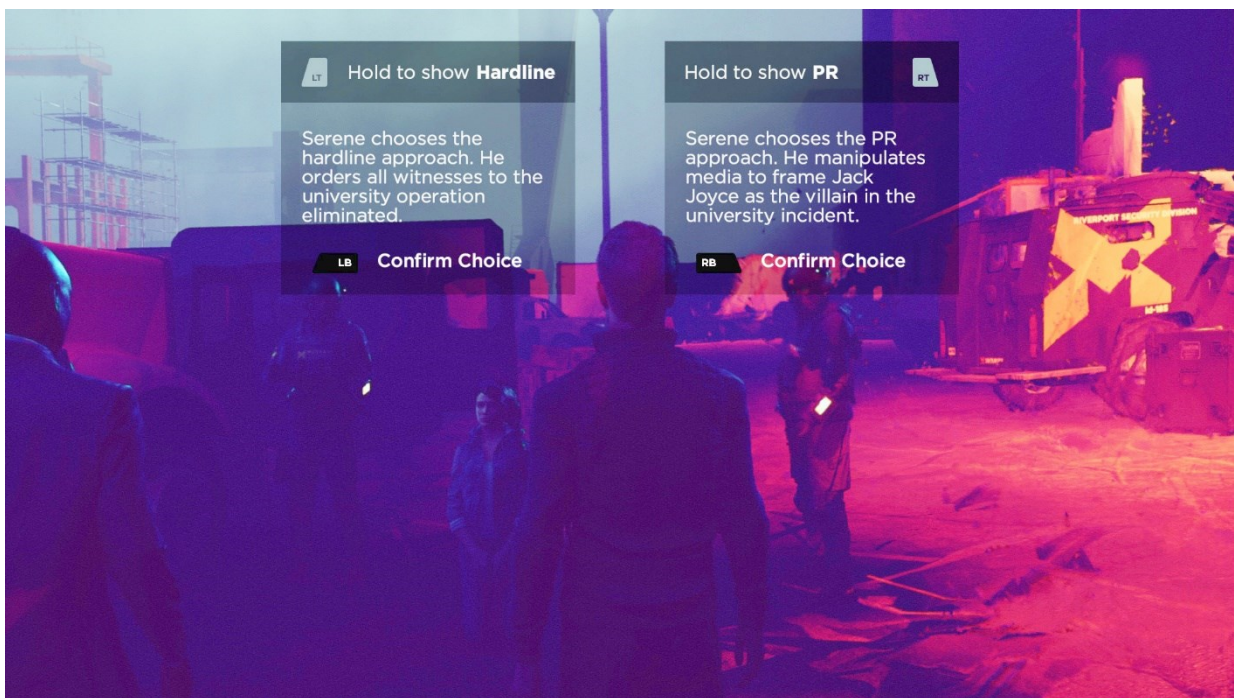 LT Hold to show Hardline
Serene chooses the
hardline approach. He
orders all witnesses to the
university operation
eliminated.
LB Confirm Choice
Hold to show PR RT
Serene chooses the PR
approach. He manipulates
media to frame Jack
Joyce as the villain in the
university incident.
RB Confirm Choice
RIVERPORT SECURITY DIVISION